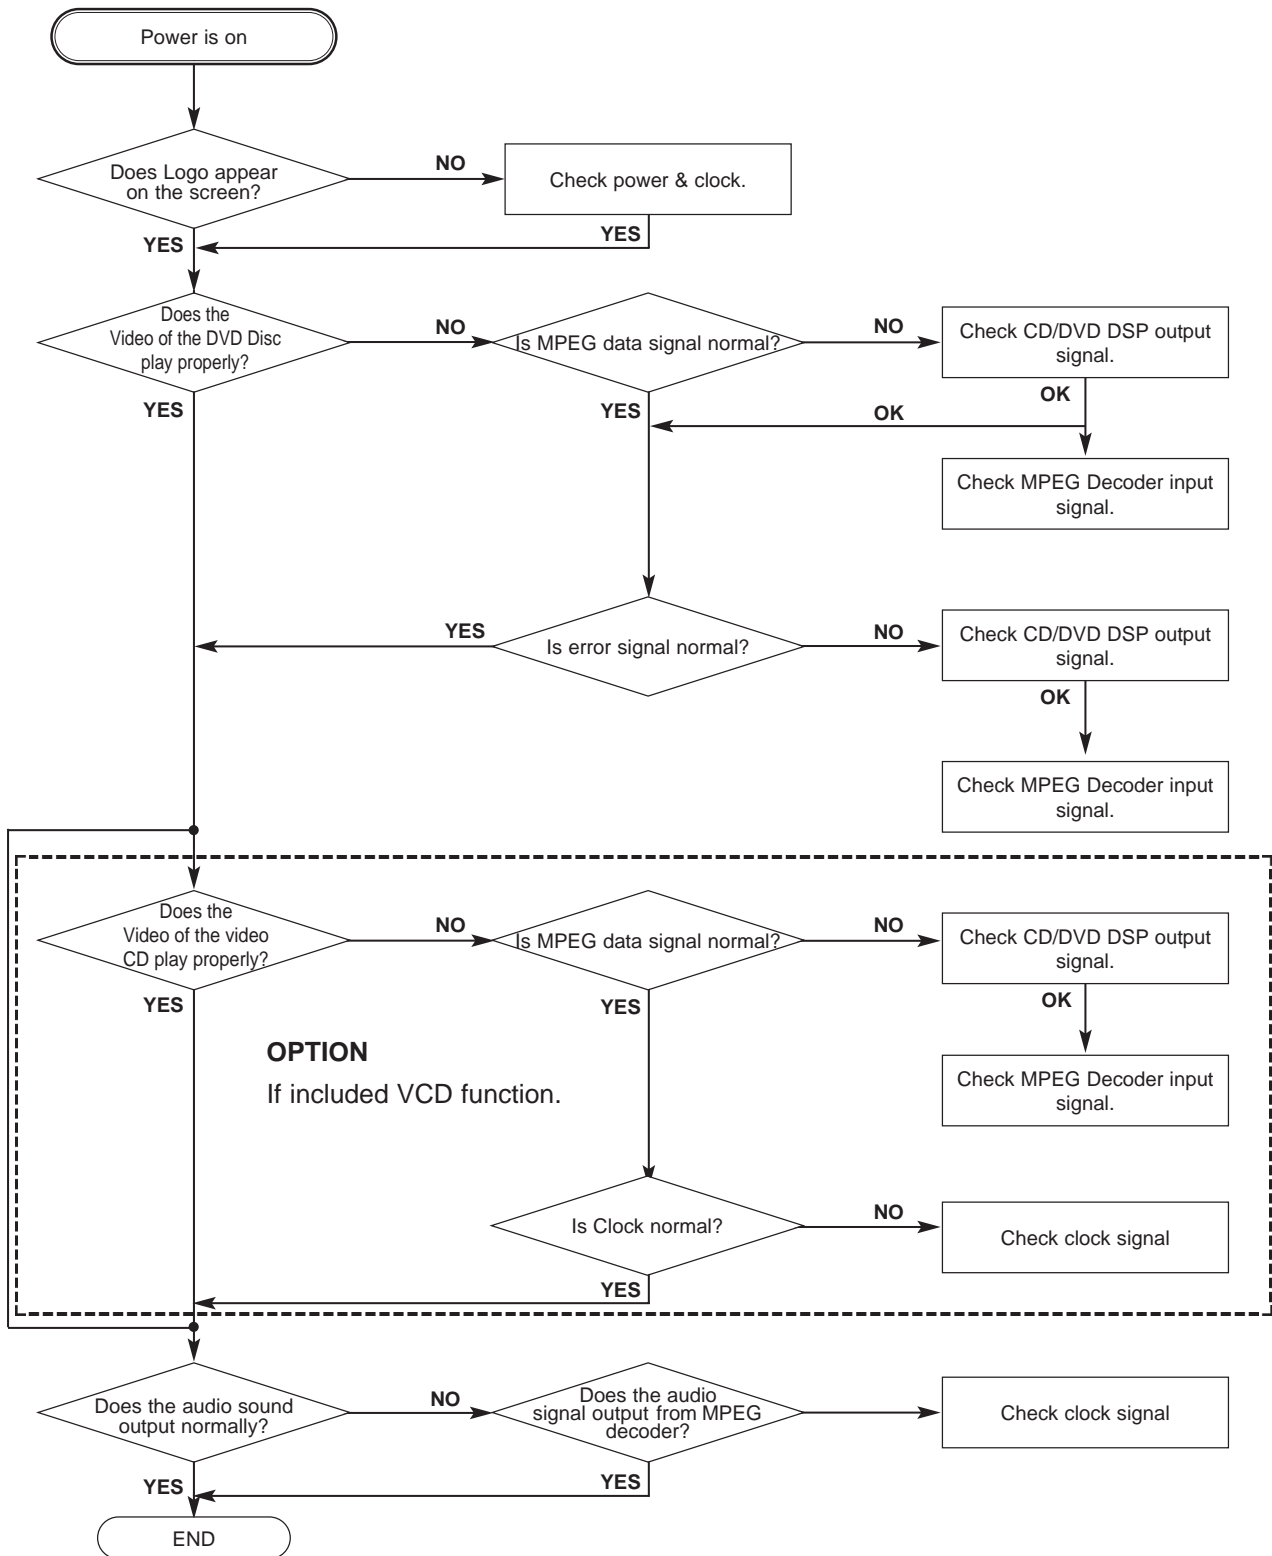 Power is on
Does Logo appear
on the screen?
NO
Check power & clock.
YES
YES
Does the
Video of the DVD Disc
play properly?
NO
Is MPEG data signal normal?
NO
Check CD/DVD DSP output
signal.
YES
YES
OK
OK
Check MPEG Decoder input
signal.
YES
Is error signal normal?
NO
Check CD/DVD DSP output
signal.
OK
Check MPEG Decoder input
signal.
Does the
Video of the video
CD play properly?
NO
Is MPEG data signal normal?
NO
Check CD/DVD DSP output
signal.
YES
YES
OK
OPTION
If included VCD function.
Check MPEG Decoder input
signal.
Is Clock normal?
NO
Check clock signal
YES
Does the audio sound
output normally?
NO
Does the audio
signal output from MPEG
decoder?
Check clock signal
YES
YES
END